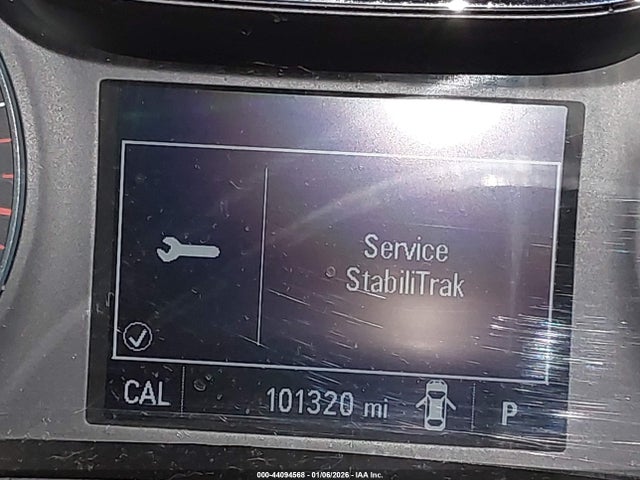 Service
StabiliTrak
CAL 101320 mi P
000-44094568 - 01/06/2026 - IAA Inc.